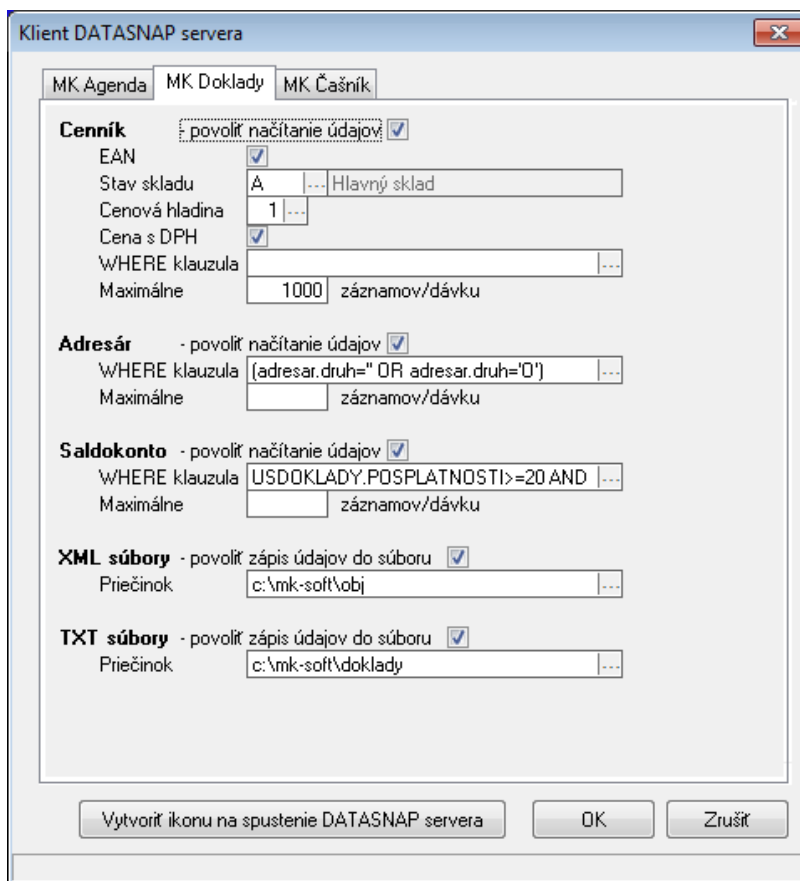 Klient DATASNAP servera
MK Agenda MK Doklady MK Čašník
Cenník - povoliť načítanie údajov
EAN
Stav skladu A ... Hlavný sklad
Cenová hladina 1 ...
Cena s DPH
WHERE klauzula ...
Maximálne 1000 záznamov/dávku
Adresár - povoliť načítanie údajov
WHERE klauzula (adresar.druh='' OR adresar.druh='O') ...
Maximálne záznamov/dávku
Saldokonto - povoliť načítanie údajov
WHERE klauzula USDOKLADY.POSPLATNOSTI>=20 AND ...
Maximálne záznamov/dávku
XML súbory - povoliť zápis údajov do súboru
Priečinok c:\mk-soft\obj ...
TXT súbory - povoliť zápis údajov do súboru
Priečinok c:\mk-soft\doklady ...
Vytvoriť ikonu na spustenie DATASNAP servera OK Zrušiť